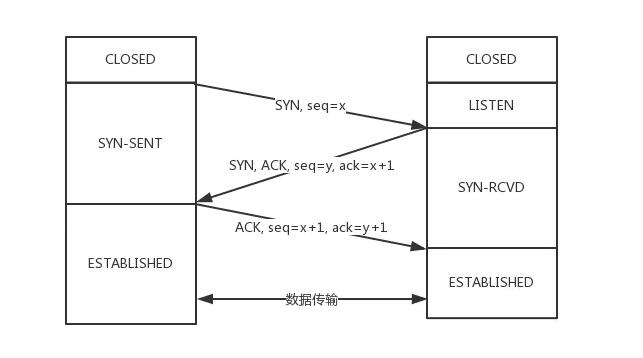 CLOSED
CLOSED
SYN, seq=x
LISTEN
SYN-SENT
SYN, ACK, seq=y, ack=x+1
SYN-RCVD
ACK, seq=x+1, ack=y+1
ESTABLISHED
ESTABLISHED
数据传输